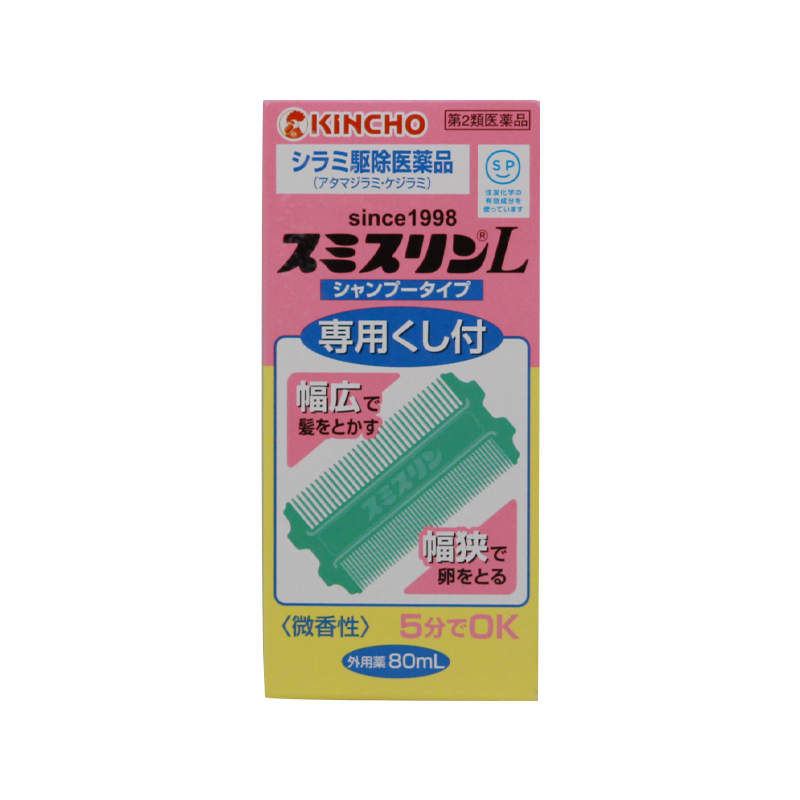 KINCHO
第2類医薬品
シラミ駆除医薬品
(アタマジラミ・ケジラミ)
SP
住友化学の
有効成分を
使っています
since1998
スミスリン®L
シャンプータイプ
専用くし付
幅広で
髪をとかす
スミスリン
幅狭で
卵をとる
〈微香性〉
5分でOK
外用薬80mL